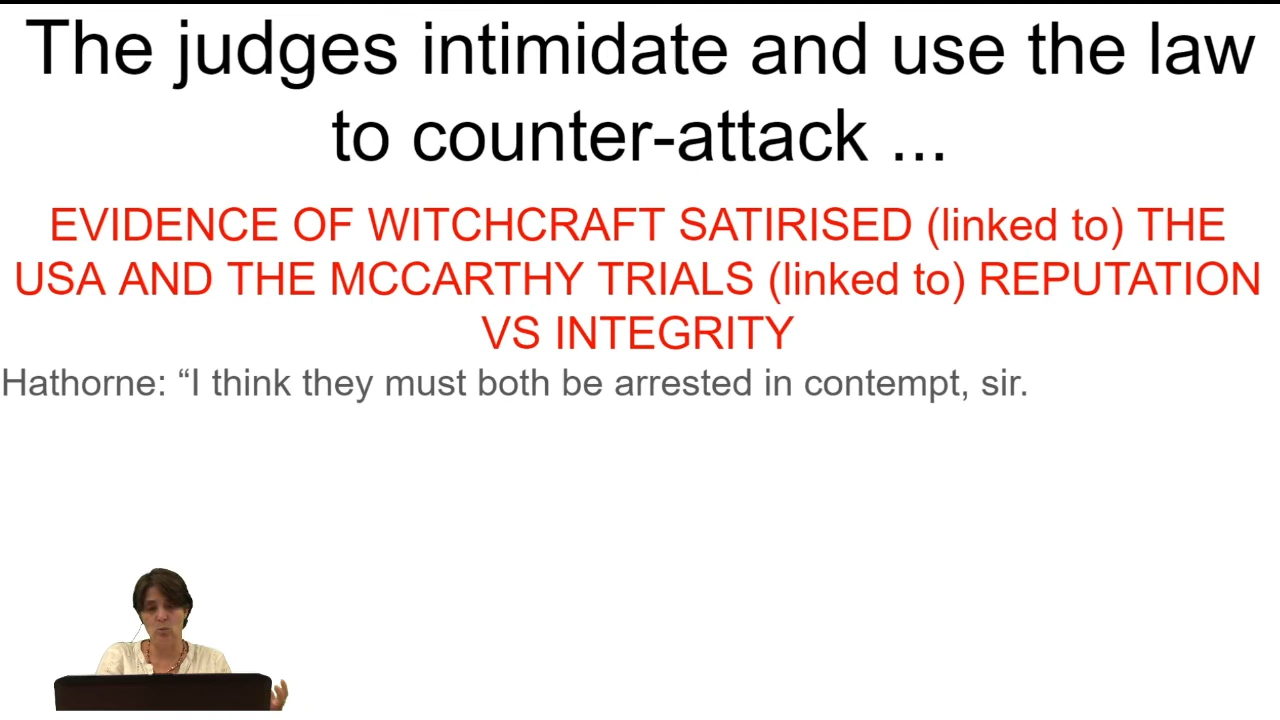 The judges intimidate and use the law
to counter-attack ...
EVIDENCE OF WITCHCRAFT SATIRISED (linked to) THE
USA AND THE MCCARTHY TRIALS (linked to) REPUTATION
VS INTEGRITY
Hathorne: “I think they must both be arrested in contempt, sir.